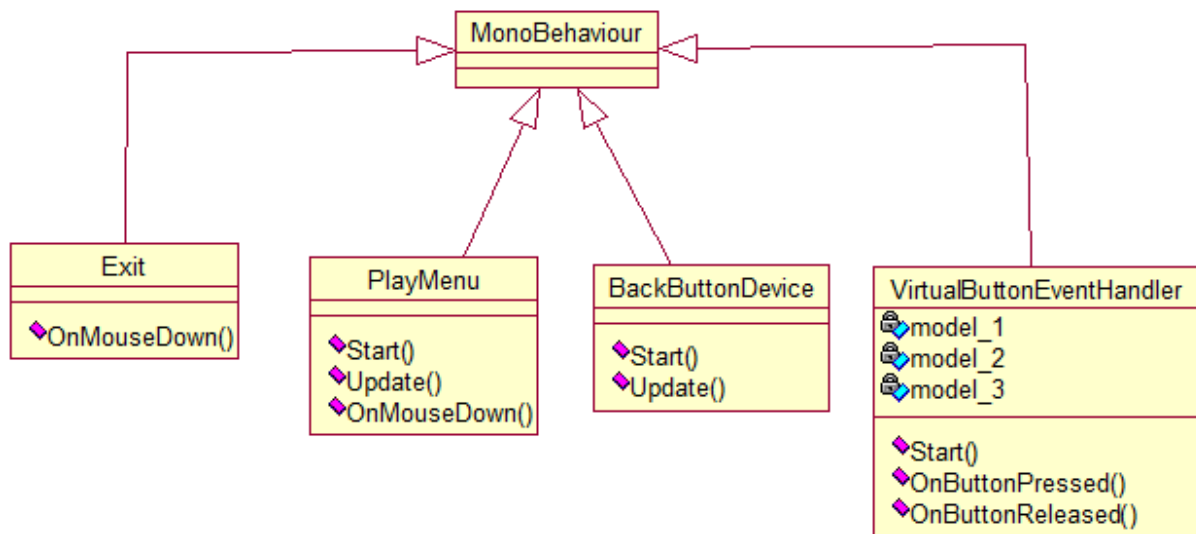 MonoBehaviour
Exit
OnMouseDown()
PlayMenu
Start()
Update()
OnMouseDown()
BackButtonDevice
Start()
Update()
VirtualButtonEventHandler
model_1
model_2
model_3
Start()
OnButtonPressed()
OnButtonReleased()